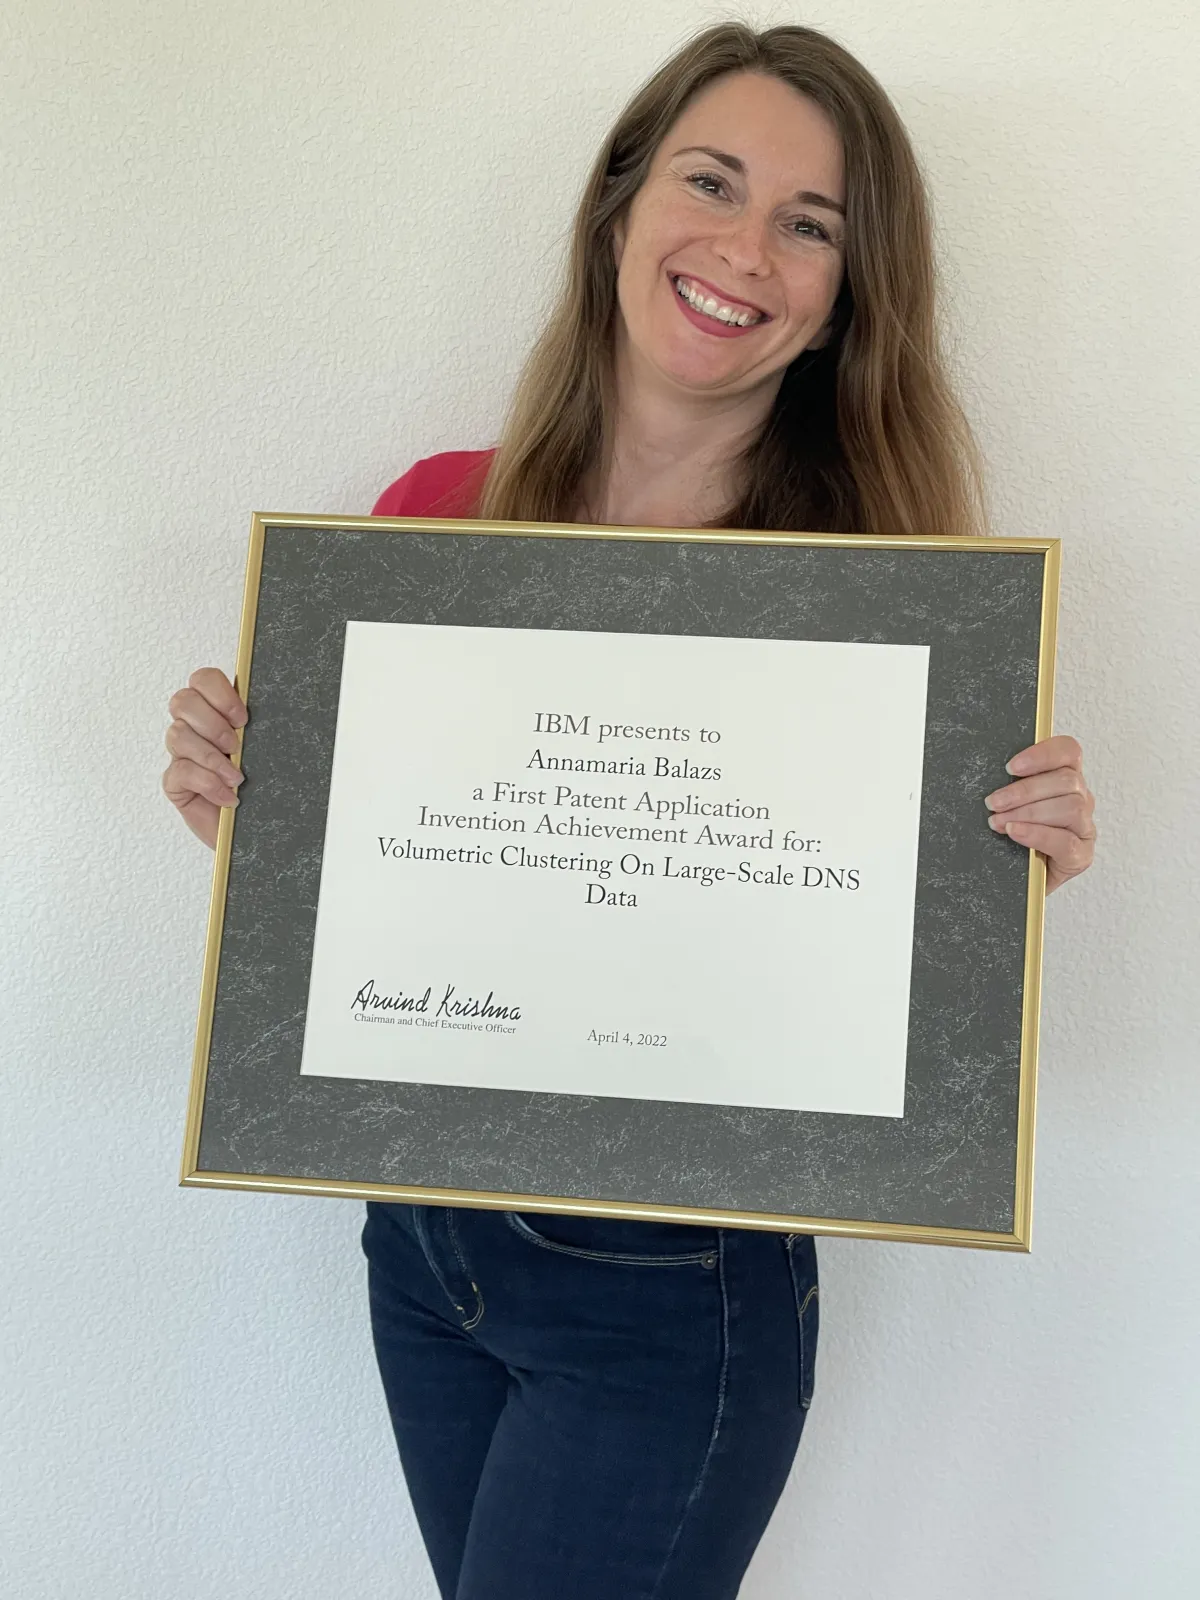 IBM presents to
Annamaria Balazs
a First Patent Application
Invention Achievement Award for:
Volumetric Clustering On Large-Scale DNS
Data
Arvind Krishna
Chairman and Chief Executive Officer
April 4, 2022